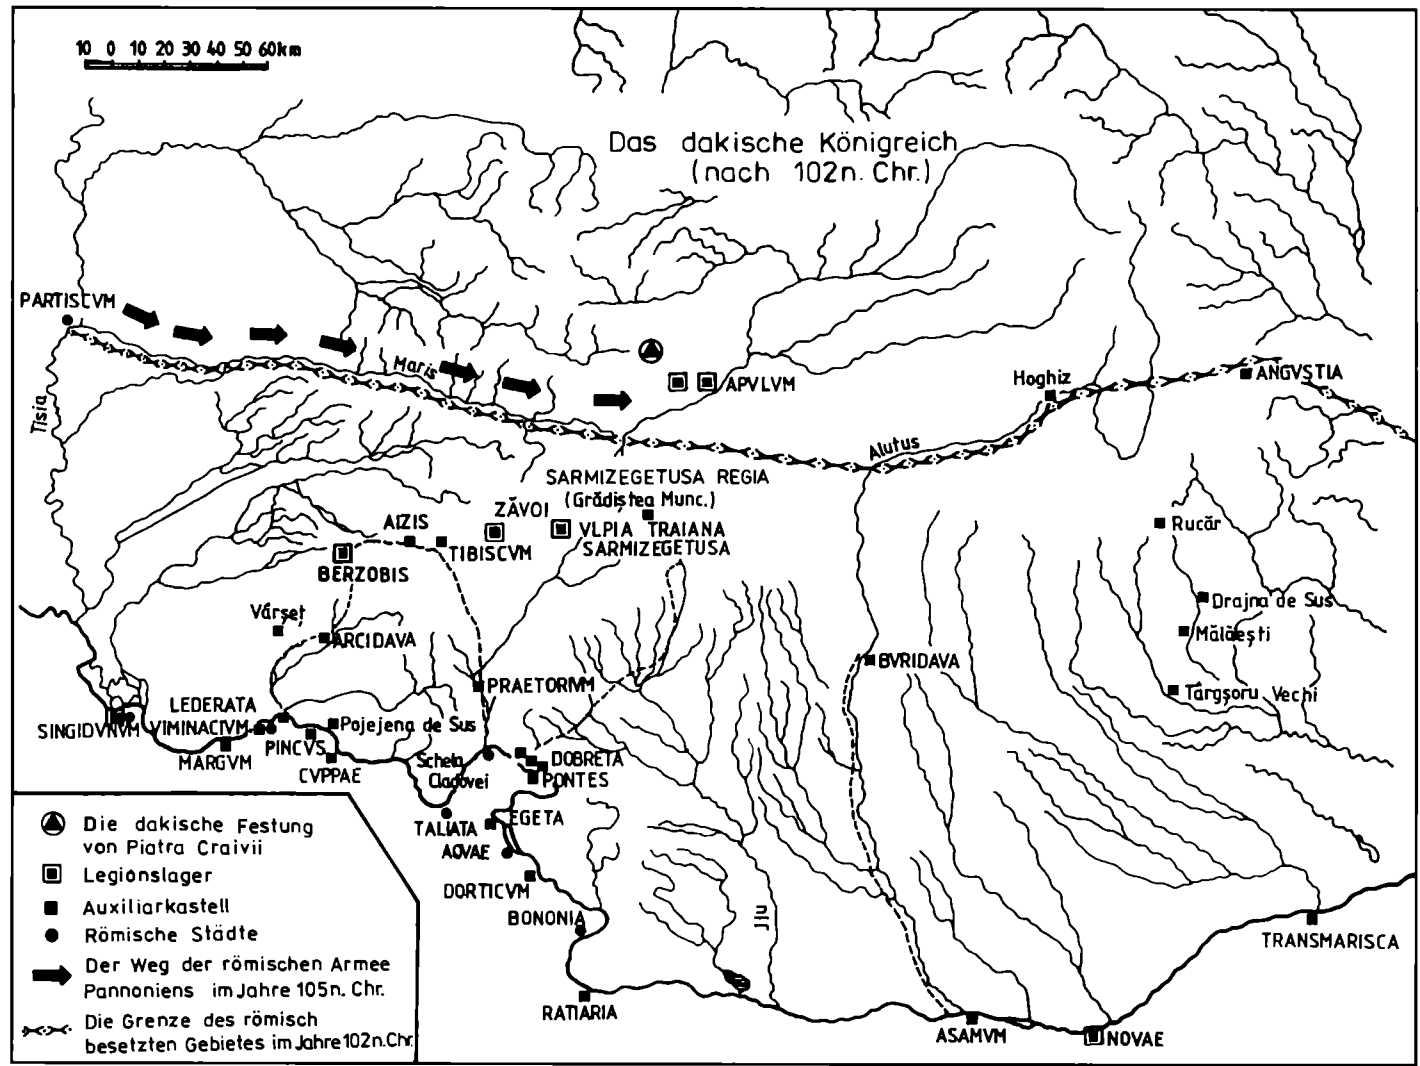 10 0 10 20 30 40 50 60km
Das dakische Königreich
(nach 102n. Chr.)
PARTISCVM
Tisia
Maris
APVLVM
Hoghiz
ANGVSTIA
Alutus
SARMIZEGETUSA REGIA
(Grădiștea Munc.)
ZĂVOI
VLPIA TRAIANA
SARMIZEGETUSA
AIZIS
TIBISCVM
BERZOBIS
Rucăr
Vârșeț
ARCIDAVA
Drajna de Sus
Mălăești
BVRIDAVA
PRAETORIVM
Târgșoru Vechi
LEDERATA
SINGIDVNVM
VIMINACIVM
Pojejena de Sus
PINCVS
MARGVM
CVPPAE
Schela
Cladovei
DOBRETA
PONTES
TALIATA
EGETA
AQVAE
DORTICVM
BONONIA
Jiu
TRANSMARISCA
RATIARIA
ASAMVM
NOVAE
Die dakische Festung
von Piatra Craivii
Legionslager
Auxiliarkastell
Römische Städte
Der Weg der römischen Armee
Pannoniens im Jahre 105n. Chr.
Die Grenze des römisch
besetzten Gebietes im Jahre 102n.Chr.